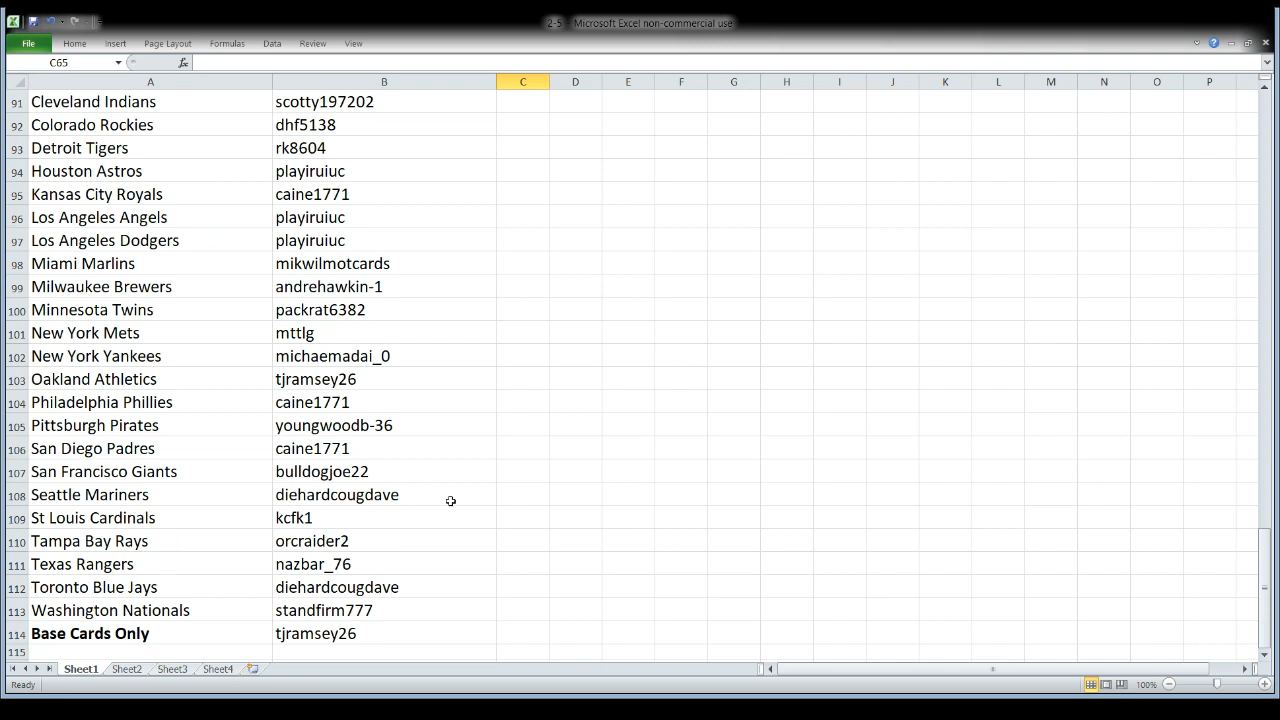 2-5 - Microsoft Excel non-commercial use
File Home Insert Page Layout Formulas Data Review View
C65 fx
A B C D E F G H I J K L M N O P
91 Cleveland Indians scotty197202
92 Colorado Rockies dhf5138
93 Detroit Tigers rk8604
94 Houston Astros playiruiuc
95 Kansas City Royals caine1771
96 Los Angeles Angels playiruiuc
97 Los Angeles Dodgers playiruiuc
98 Miami Marlins mikwilmotcards
99 Milwaukee Brewers andrehawkin-1
100 Minnesota Twins packrat6382
101 New York Mets mttlg
102 New York Yankees michaemadai_0
103 Oakland Athletics tjramsey26
104 Philadelphia Phillies caine1771
105 Pittsburgh Pirates youngwoodb-36
106 San Diego Padres caine1771
107 San Francisco Giants bulldogjoe22
108 Seattle Mariners diehardcougdave
109 St Louis Cardinals kcfk1
110 Tampa Bay Rays orcraider2
111 Texas Rangers nazbar_76
112 Toronto Blue Jays diehardcougdave
113 Washington Nationals standfirm777
114 Base Cards Only tjramsey26
115
Sheet1 Sheet2 Sheet3 Sheet4
Ready 100%